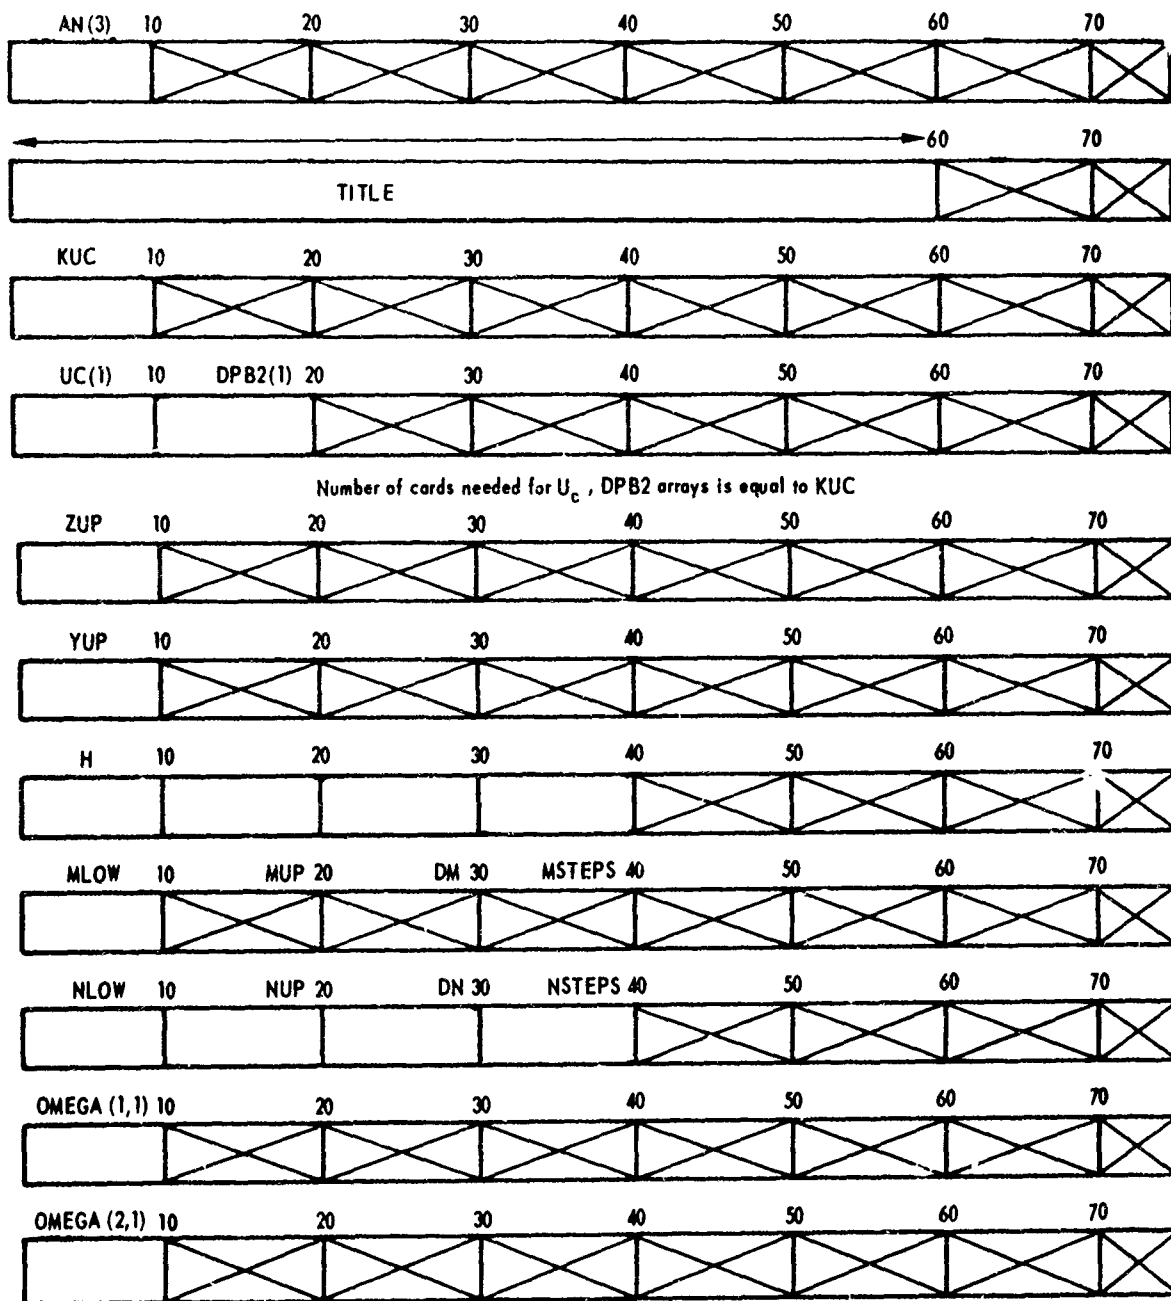 AN(3) 10 20 30 40 50 60 70
60 70
TITLE
KUC 10 20 30 40 50 60 70
UC(1) 10 DPB2(1) 20 30 40 50 60 70
Number of cards needed for Uc , DPB2 arrays is equal to KUC
ZUP 10 20 30 40 50 60 70
YUP 10 20 30 40 50 60 70
H 10 20 30 40 50 60 70
MLOW 10 MUP 20 DM 30 MSTEPS 40 50 60 70
NLOW 10 NUP 20 DN 30 NSTEPS 40 50 60 70
OMEGA (1,1) 10 20 30 40 50 60 70
OMEGA (2,1) 10 20 30 40 50 60 70